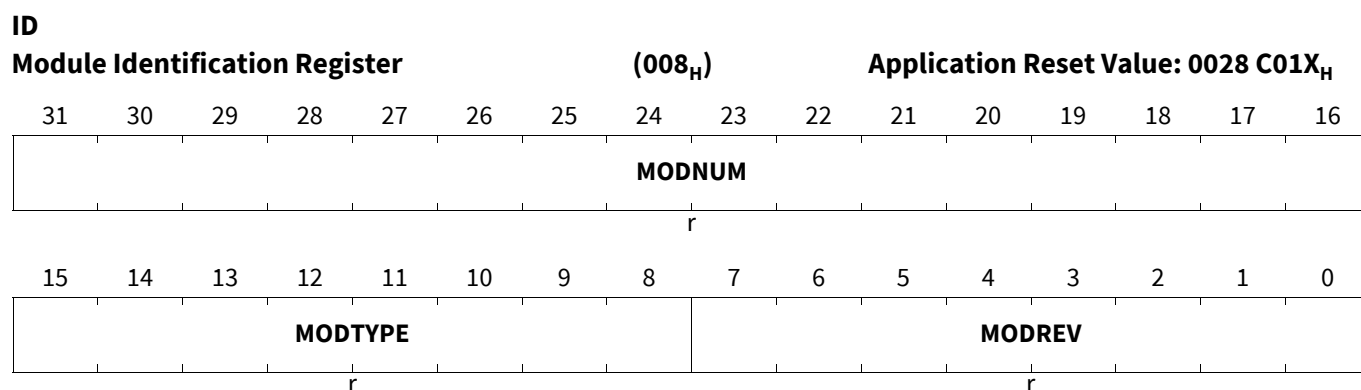 ID
Module Identification Register (008H) Application Reset Value: 0028 C01XH
31 30 29 28 27 26 25 24 23 22 21 20 19 18 17 16
MODNUM
r
15 14 13 12 11 10 9 8 7 6 5 4 3 2 1 0
MODTYPE MODREV
r r